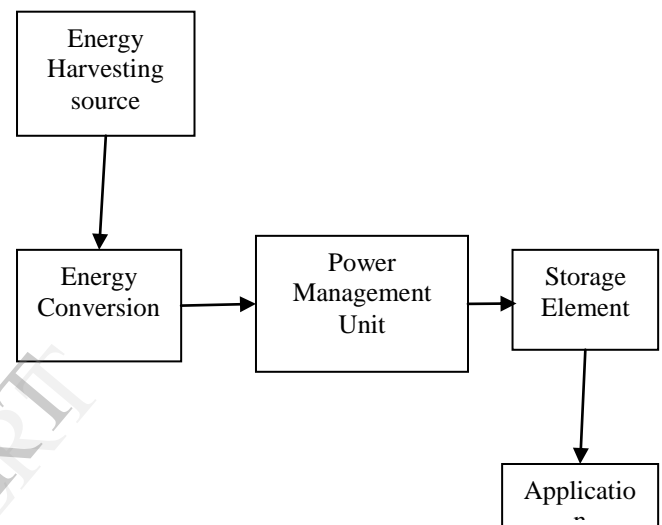 Energy
Harvesting
source
Energy
Conversion
Power
Management
Unit
Storage
Element
Applicatio
n